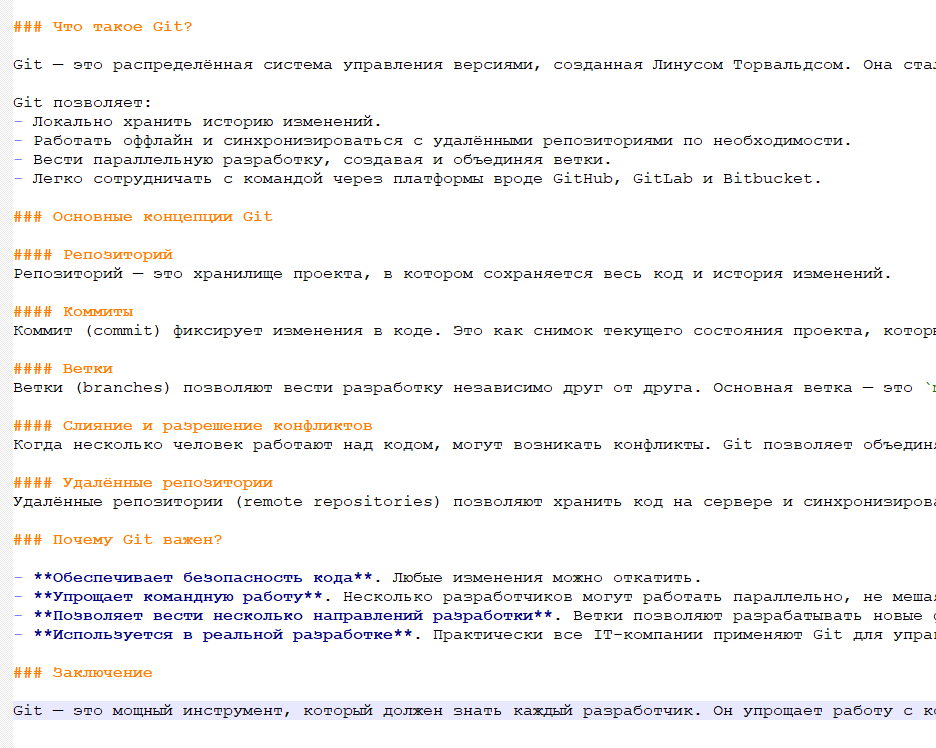 ### Что такое Git?
Git — это распределённая система управления версиями, созданная Линусом Торвальдсом. Она
Git позволяет:
- Локально хранить историю изменений.
- Работать оффлайн и синхронизироваться с удалёнными репозиториями по необходимости.
- Вести параллельную разработку, создавая и объединяя ветки.
- Легко сотрудничать с командой через платформы вроде GitHub, GitLab и Bitbucket.
### Основные концепции Git
#### Репозиторий
Репозиторий — это хранилище проекта, в котором сохраняется весь код и история изменений.
#### Коммиты
Коммит (commit) фиксирует изменения в коде. Это как снимок текущего состояния проекта,
#### Ветки
Ветки (branches) позволяют вести разработку независимо друг от друга. Основная ветка — это
#### Слияние и разрешение конфликтов
Когда несколько человек работают над кодом, могут возникать конфликты. Git позволяет
#### Удалённые репозитории
Удалённые репозитории (remote repositories) позволяют хранить код на сервере и
### Почему Git важен?
- **Обеспечивает безопасность кода**. Любые изменения можно откатить.
- **Упрощает командную работу**. Несколько разработчиков могут работать параллельно, не
- **Позволяет вести несколько направлений разработки**. Ветки позволяют разрабатывать новые
- **Используется в реальной разработке**. Практически все IT-компании применяют Git для
### Заключение
Git — это мощный инструмент, который должен знать каждый разработчик. Он упрощает работу с